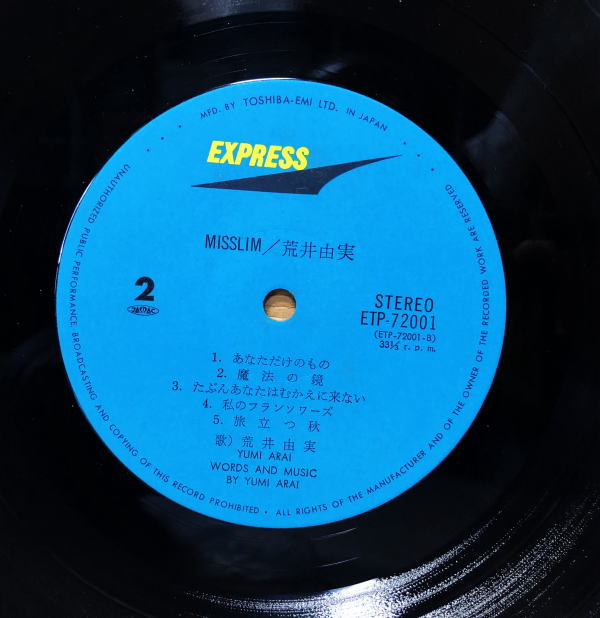 MFD. BY TOSHIBA-EMI LTD. IN JAPAN
EXPRESS
MISSLIM/荒井由実
2
JASRAC
STEREO
ETP-72001
(ETP-72001-B)
33⅓ r. p. m.
1. あなただけのもの
2. 魔法の鏡
3. たぶんあなたはむかえに来ない
4. 私のフランソワーズ
5. 旅立つ秋
歌) 荒井由実
YUMI ARAI
WORDS AND MUSIC
BY YUMI ARAI
UNAUTHORIZED PUBLIC PERFORMANCE, BROADCASTING AND COPYING OF THIS RECORD PROHIBITED • ALL RIGHTS OF THE MANUFACTURER AND OF THE OWNER OF THE RECORDED WORK ARE RESERVED